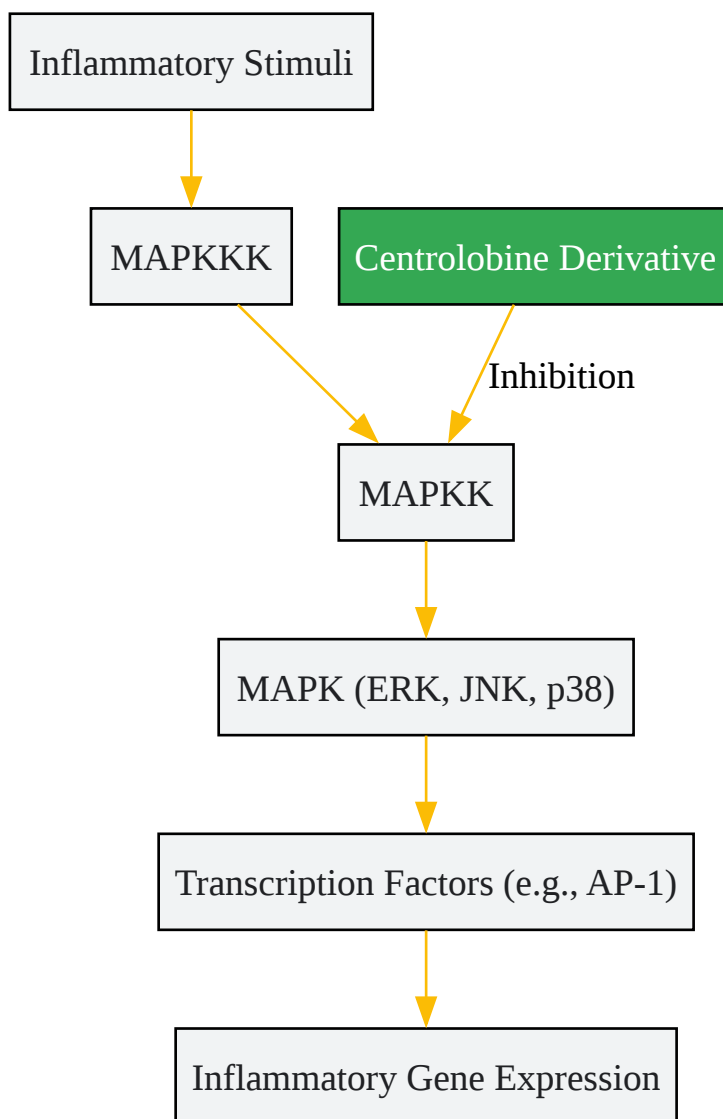 Inflammatory Stimuli
MAPKKK
Centrolobine Derivative
Inhibition
MAPKK
MAPK (ERK, JNK, p38)
Transcription Factors (e.g., AP-1)
Inflammatory Gene Expression